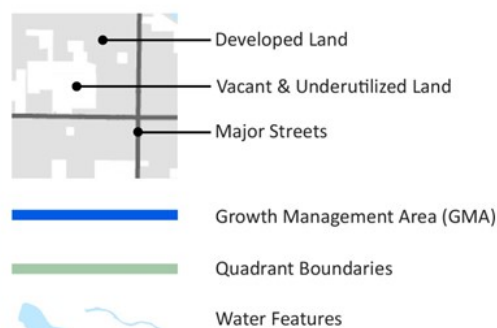 Developed Land
Vacant & Underutilized Land
Major Streets
Growth Management Area (GMA)
Quadrant Boundaries
Water Features